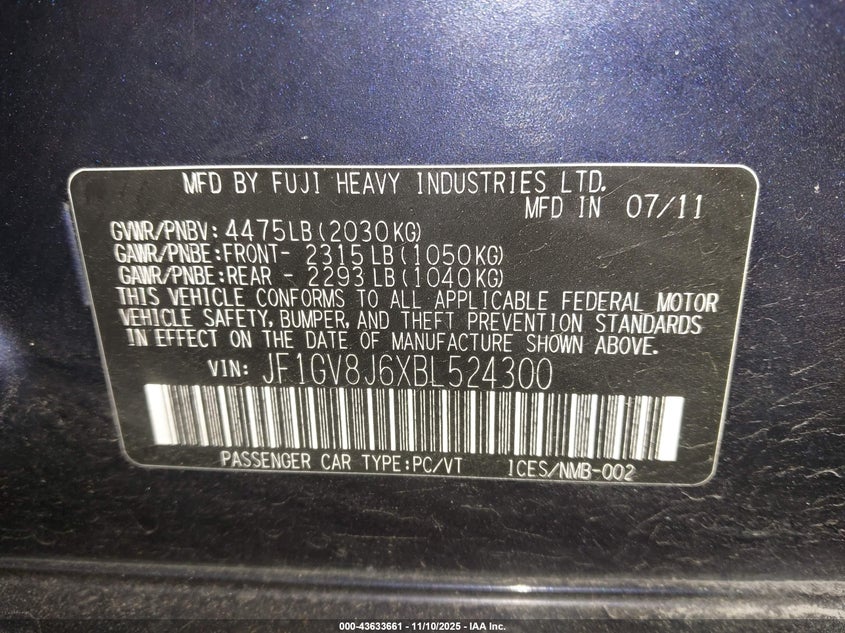 MFD BY FUJI HEAVY INDUSTRIES LTD.
MFD IN 07/11
GVWR/PNBV: 4475LB(2030KG)
GAWR/PNBE:FRONT- 2315LB(1050KG)
GAWR/PNBE:REAR - 2293LB(1040KG)
THIS VEHICLE CONFORMS TO ALL APPLICABLE FEDERAL MOTOR
VEHICLE SAFETY, BUMPER, AND THEFT PREVENTION STANDARDS
IN EFFECT ON THE DATE OF MANUFACTURE SHOWN ABOVE.
VIN: JF1GV8J6XBL524300
PASSENGER CAR TYPE:PC/VT ICES/NMB-002
000-43633661 - 11/10/2025 - IAA Inc.